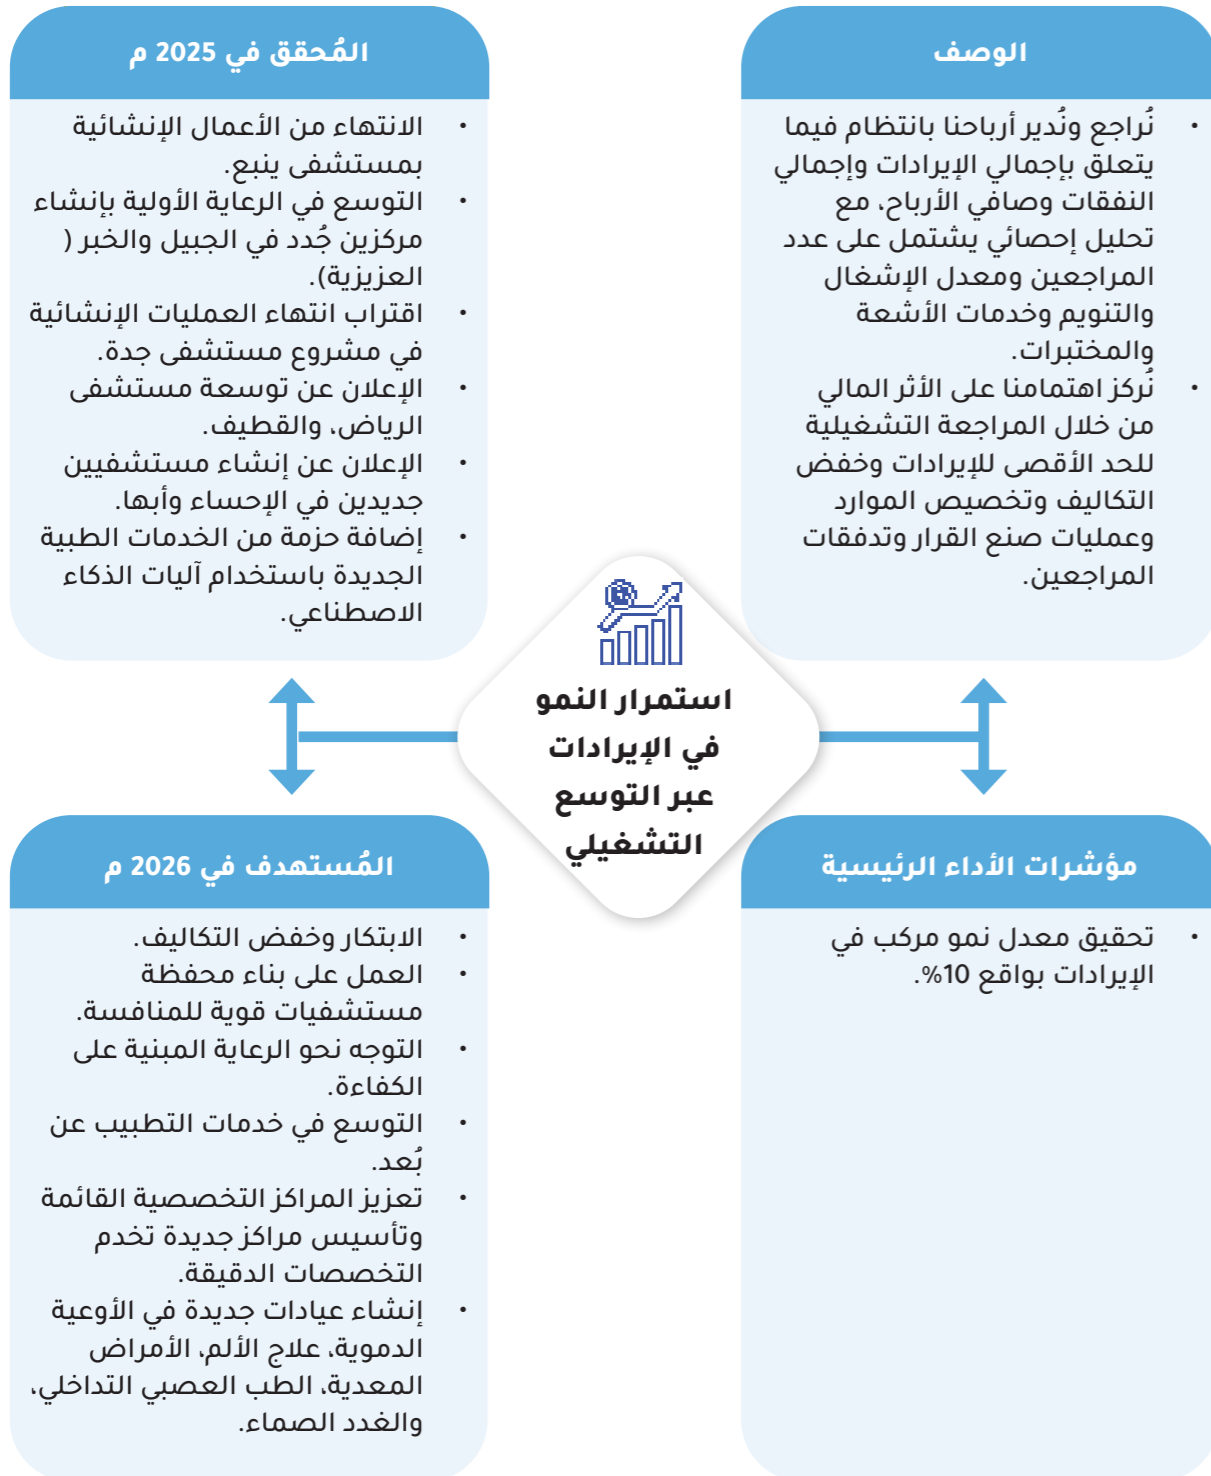 الوصف
• نُراجع ونُدير أرباحنا بانتظام فيما
يتعلق بإجمالي الإيرادات وإجمالي
النفقات وصافي الأرباح، مع
تحليل إحصائي يشتمل على عدد
المراجعين ومعدل الإشغال
والتنويم وخدمات الأشعة
والمختبرات.
• نُركز اهتمامنا على الأثر المالي
من خلال المراجعة التشغيلية
للحد الأقصى للإيرادات وخفض
التكاليف وتخصيص الموارد
وعمليات صنع القرار وتدفقات
المراجعين.
المُحقق في 2025 م
• الانتهاء من الأعمال الإنشائية
بمستشفى ينبع.
• التوسع في الرعاية الأولية بإنشاء
مركزين جُدد في الجبيل والخبر (
العزيزية).
• اقتراب انتهاء العمليات الإنشائية
في مشروع مستشفى جدة.
• الإعلان عن توسعة مستشفى
الرياض، والقطيف.
• الإعلان عن إنشاء مستشفيين
جديدين في الإحساء وأبها.
• إضافة حزمة من الخدمات الطبية
الجديدة باستخدام آليات الذكاء
الاصطناعي.
استمرار النمو
في الإيرادات
عبر التوسع
التشغيلي
مؤشرات الأداء الرئيسية
• تحقيق معدل نمو مركب في
الإيرادات بواقع 10%.
المُستهدف في 2026 م
• الابتكار وخفض التكاليف.
• العمل على بناء محفظة
مستشفيات قوية للمنافسة.
• التوجه نحو الرعاية المبنية على
الكفاءة.
• التوسع في خدمات التطبيب عن
بُعد.
• تعزيز المراكز التخصصية القائمة
وتأسيس مراكز جديدة تخدم
التخصصات الدقيقة.
• إنشاء عيادات جديدة في الأوعية
الدموية، علاج الألم، الأمراض
المعدية، الطب العصبي التداخلي،
والغدد الصماء.